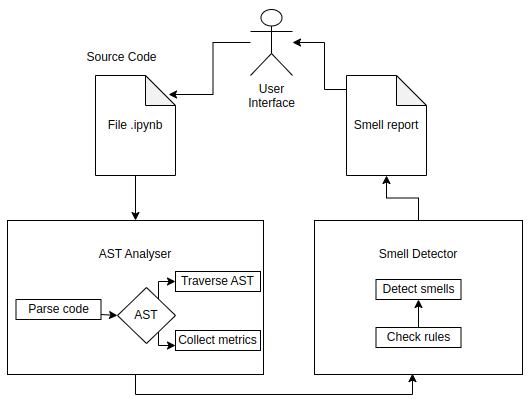 Source Code
User
Interface
File .ipynb
Smell report
AST Analyser
Traverse AST
Parse code
AST
Collect metrics
Smell Detector
Detect smells
Check rules